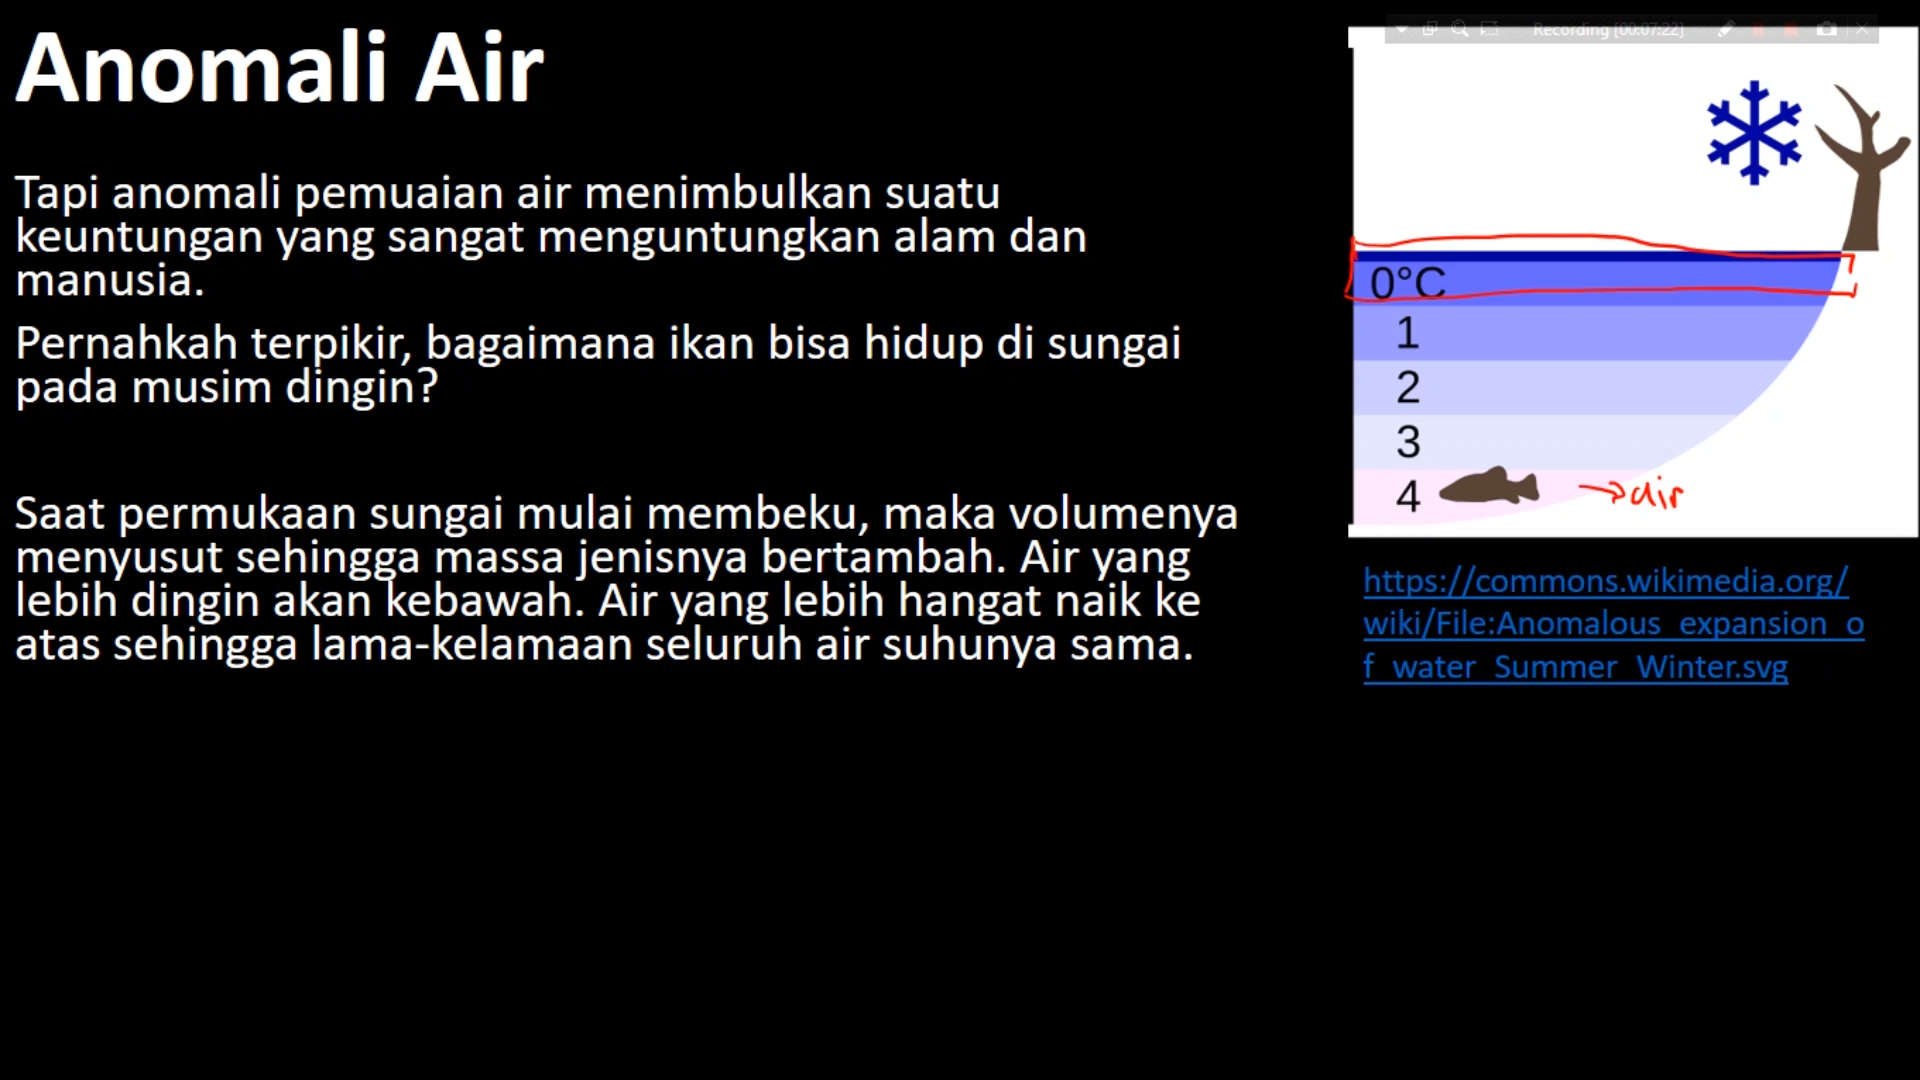 Anomali Air
Tapi anomali pemuaian air menimbulkan suatu
keuntungan yang sangat menguntungkan alam dan
manusia.
Pernahkah terpikir, bagaimana ikan bisa hidup di sungai
pada musim dingin?
Saat permukaan sungai mulai membeku, maka volumenya
menyusut sehingga massa jenisnya bertambah. Air yang
lebih dingin akan kebawah. Air yang lebih hangat naik ke
atas sehingga lama-kelamaan seluruh air suhunya sama.
Recording [00:07:22]
0°C
1
2
3
4
air
https://commons.wikimedia.org/
wiki/File:Anomalous_expansion_o
f_water_Summer_Winter.svg